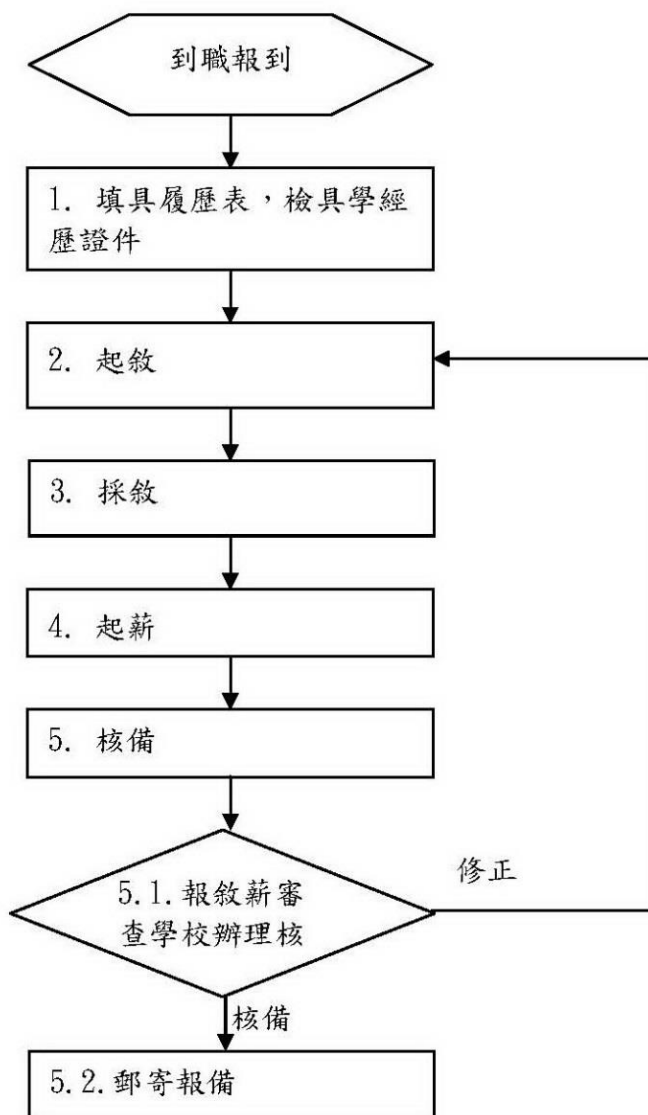 到職報到
1. 填具履歷表，檢具學經
歷證件
2. 起敘
3. 採敘
4. 起薪
5. 核備
5.1.報敘薪審
查學校辦理核
修正
核備
5.2.郵寄報備